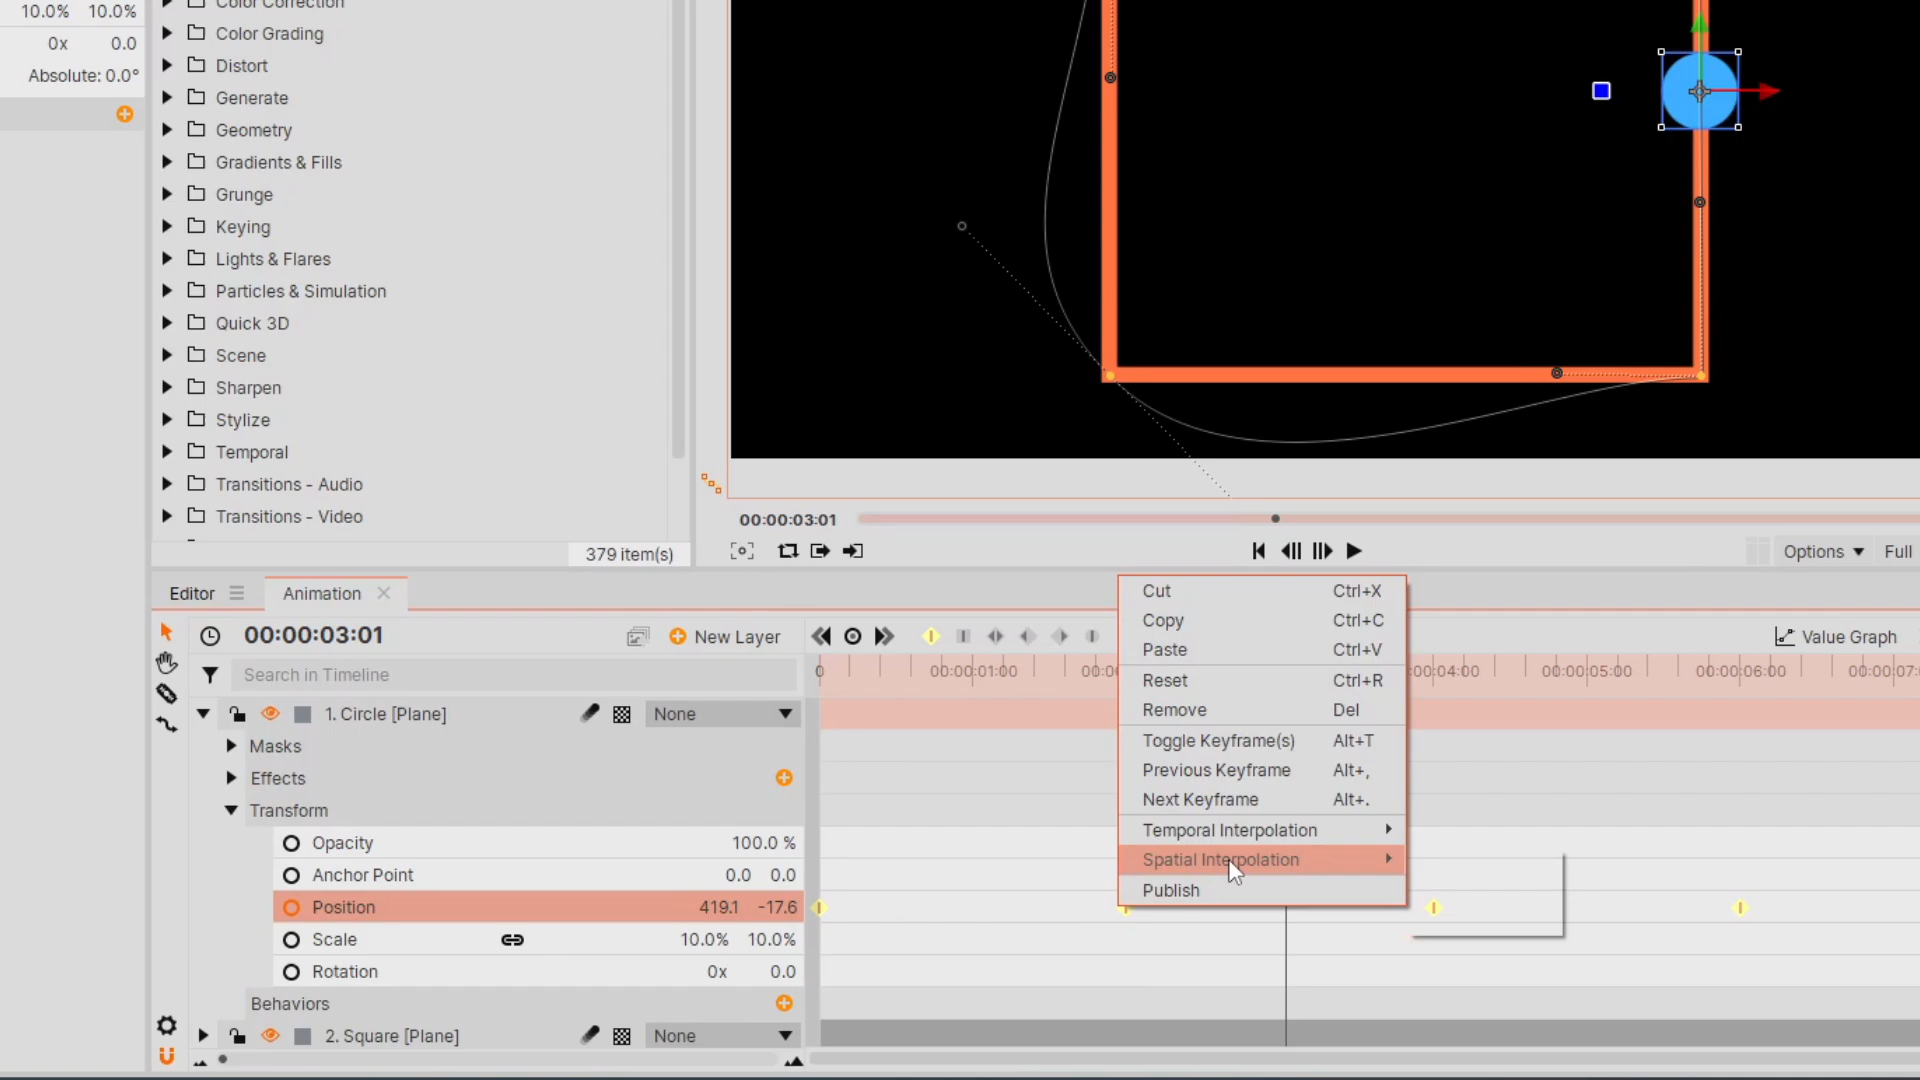 10.0% 10.0%
0x 0.0
Absolute: 0.0°
Color Correction
Color Grading
Distort
Generate
Geometry
Gradients & Fills
Grunge
Keying
Lights & Flares
Particles & Simulation
Quick 3D
Scene
Sharpen
Stylize
Temporal
Transitions - Audio
Transitions - Video
379 item(s)
00:00:03:01
Options
Full
Editor
Animation
00:00:03:01
New Layer
Value Graph
Search in Timeline
0
00:00:01:00
00:00
00:04:00
00:00:05:00
00:00:06:00
00:00:07:
Cut Ctrl+X
Copy Ctrl+C
Paste Ctrl+V
Reset Ctrl+R
Remove Del
Toggle Keyframe(s) Alt+T
Previous Keyframe Alt+,
Next Keyframe Alt+.
Temporal Interpolation
Spatial Interpolation
Publish
1. Circle [Plane] None
Masks
Effects
Transform
Opacity 100.0 %
Anchor Point 0.0 0.0
Position 419.1 -17.6
Scale 10.0% 10.0%
Rotation 0x 0.0
Behaviors
2. Square [Plane] None